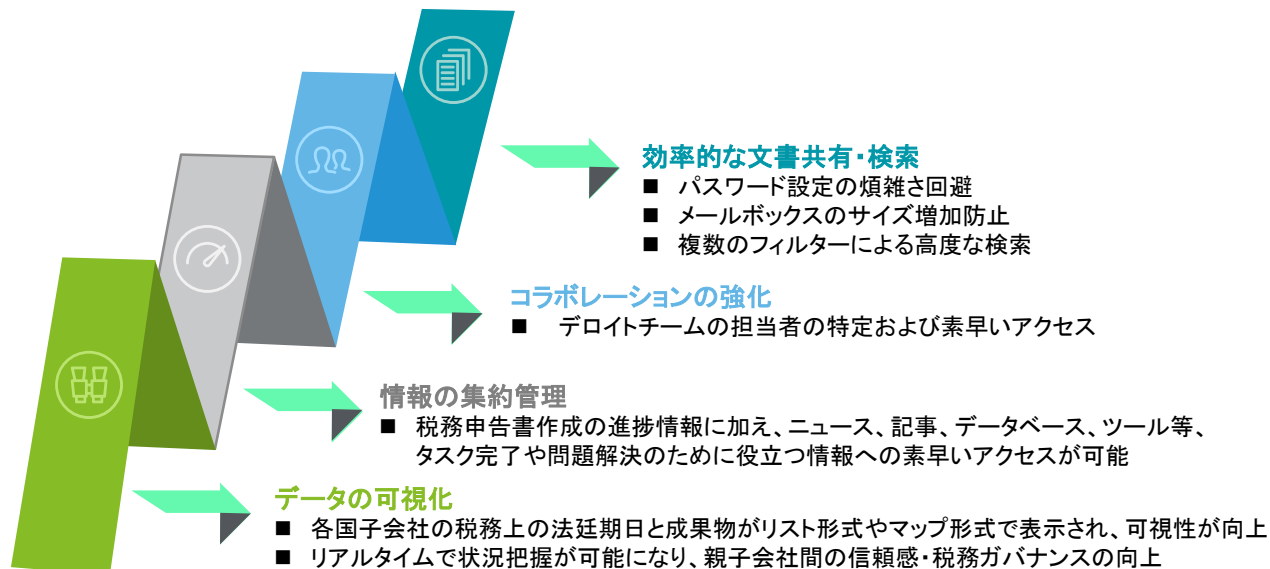 効率的な文書共有・検索
■ パスワード設定の煩雑さ回避
■ メールボックスのサイズ増加防止
■ 複数のフィルターによる高度な検索
コラボレーションの強化
■ デロイトチームの担当者の特定および素早いアクセス
情報の集約管理
■ 税務申告書作成の進捗情報に加え、ニュース、記事、データベース、ツール等、
タスク完了や問題解決のために役立つ情報への素早いアクセスが可能
データの可視化
■ 各国子会社の税務上の法廷期日と成果物がリスト形式やマップ形式で表示され、可視性が向上
■ リアルタイムで状況把握が可能になり、親子会社間の信頼感・税務ガバナンスの向上